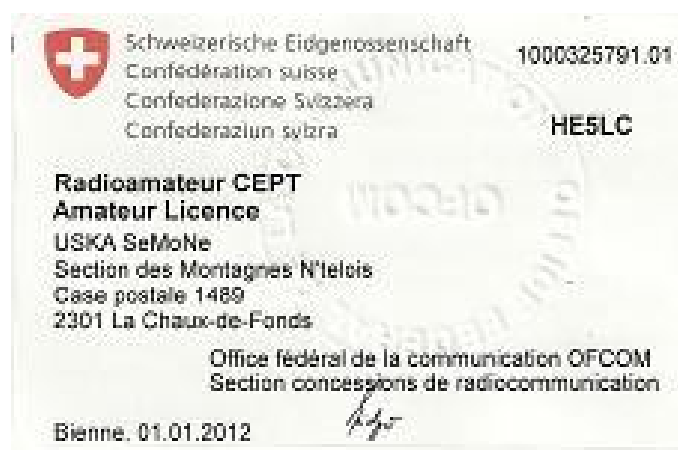 Schweizerische Eidgenossenschaft
Confédération suisse
Confederazione Svizzera
Confederaziun svizra
1000325791.01
HE5LC
Radioamateur CEPT
Amateur Licence
USKA SeMoNe
Section des Montagnes N'telois
Case postale 1489
2301 La Chaux-de-Fonds
Office fédéral de la communication OFCOM
Section concessions de radiocommunication
Bienne, 01.01.2012